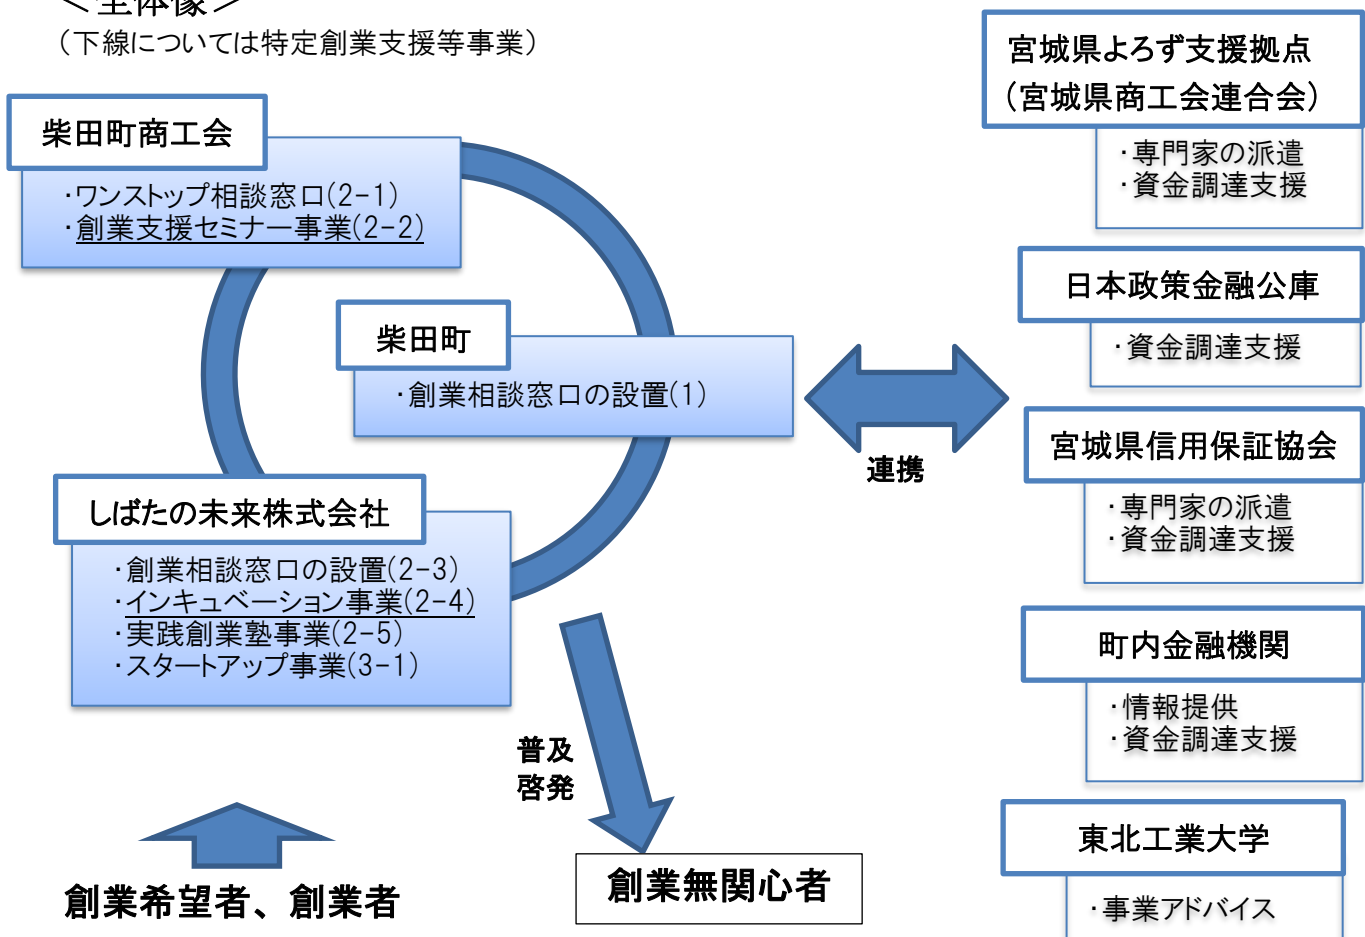 ＜全体像＞
（下線については特定創業支援等事業）
柴田町商工会
・ワンストップ相談窓口(2-1)
・創業支援セミナー事業(2-2)
柴田町
・創業相談窓口の設置(1)
しばたの未来株式会社
・創業相談窓口の設置(2-3)
・インキュベーション事業(2-4)
・実践創業塾事業(2-5)
・スタートアップ事業(3-1)
連携
普及
啓発
創業希望者、創業者
創業無関心者
宮城県よろず支援拠点
（宮城県商工会連合会）
・専門家の派遣
・資金調達支援
日本政策金融公庫
・資金調達支援
宮城県信用保証協会
・専門家の派遣
・資金調達支援
町内金融機関
・情報提供
・資金調達支援
東北工業大学
・事業アドバイス